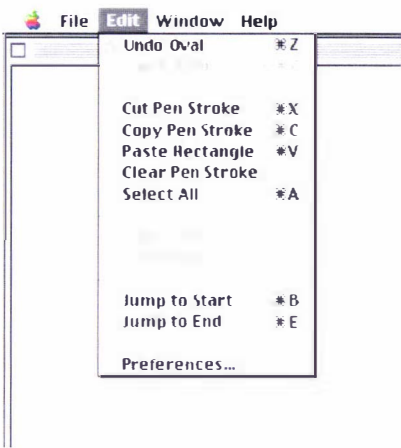 File Edit Window Help
Undo Oval ⌘Z
Cut Pen Stroke ⌘X
Copy Pen Stroke ⌘C
Paste Rectangle ⌘V
Clear Pen Stroke
Select All ⌘A
Jump to Start ⌘B
Jump to End ⌘E
Preferences...